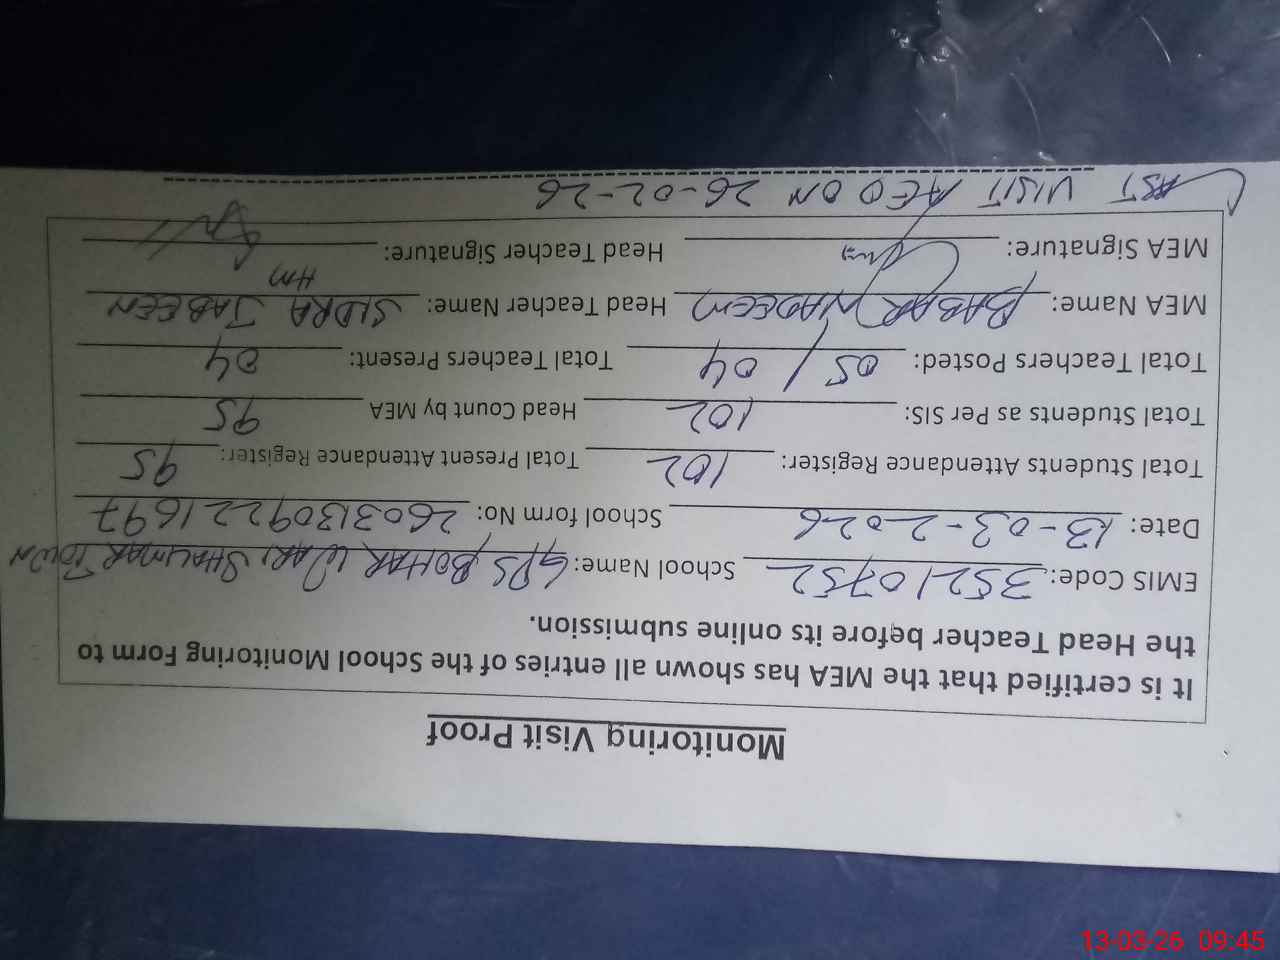 Monitoring Visit Proof
It is certified that the MEA has shown all entries of the School Monitoring Form to
the Head Teacher before its online submission.
EMIS Code: 35210752 School Name: GPS BOHAR WARI SHALIMAR TOWN
Date: 13-03-2026 School form No: 260313092216 97
Total Students Attendance Register: 102 Total Present Attendance Register: 95
Total Students as Per SIS: 102 Head Count by MEA 95
Total Teachers Posted: 05 / 04 Total Teachers Present: 04
MEA Name: BABAR NADEEM Head Teacher Name: SIDRA JABEEN
HM
MEA Signature: Head Teacher Signature:
LAST VISIT AEO ON 26-02-26
13-03-26 09:45